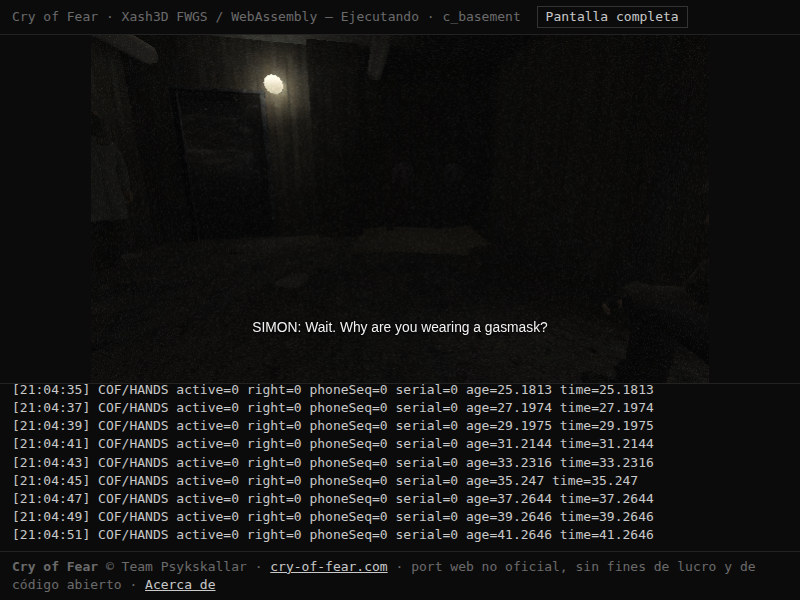 Cry of Fear · Xash3D FWGS / WebAssembly — Ejecutando · c_basement
Pantalla completa
SIMON: Wait. Why are you wearing a gasmask?
[21:04:35] COF/HANDS active=0 right=0 phoneSeq=0 serial=0 age=25.1813 time=25.1813
[21:04:37] COF/HANDS active=0 right=0 phoneSeq=0 serial=0 age=27.1974 time=27.1974
[21:04:39] COF/HANDS active=0 right=0 phoneSeq=0 serial=0 age=29.1975 time=29.1975
[21:04:41] COF/HANDS active=0 right=0 phoneSeq=0 serial=0 age=31.2144 time=31.2144
[21:04:43] COF/HANDS active=0 right=0 phoneSeq=0 serial=0 age=33.2316 time=33.2316
[21:04:45] COF/HANDS active=0 right=0 phoneSeq=0 serial=0 age=35.247 time=35.247
[21:04:47] COF/HANDS active=0 right=0 phoneSeq=0 serial=0 age=37.2644 time=37.2644
[21:04:49] COF/HANDS active=0 right=0 phoneSeq=0 serial=0 age=39.2646 time=39.2646
[21:04:51] COF/HANDS active=0 right=0 phoneSeq=0 serial=0 age=41.2646 time=41.2646
Cry of Fear © Team Psykskallar · cry-of-fear.com · port web no oficial, sin fines de lucro y de
código abierto · Acerca de